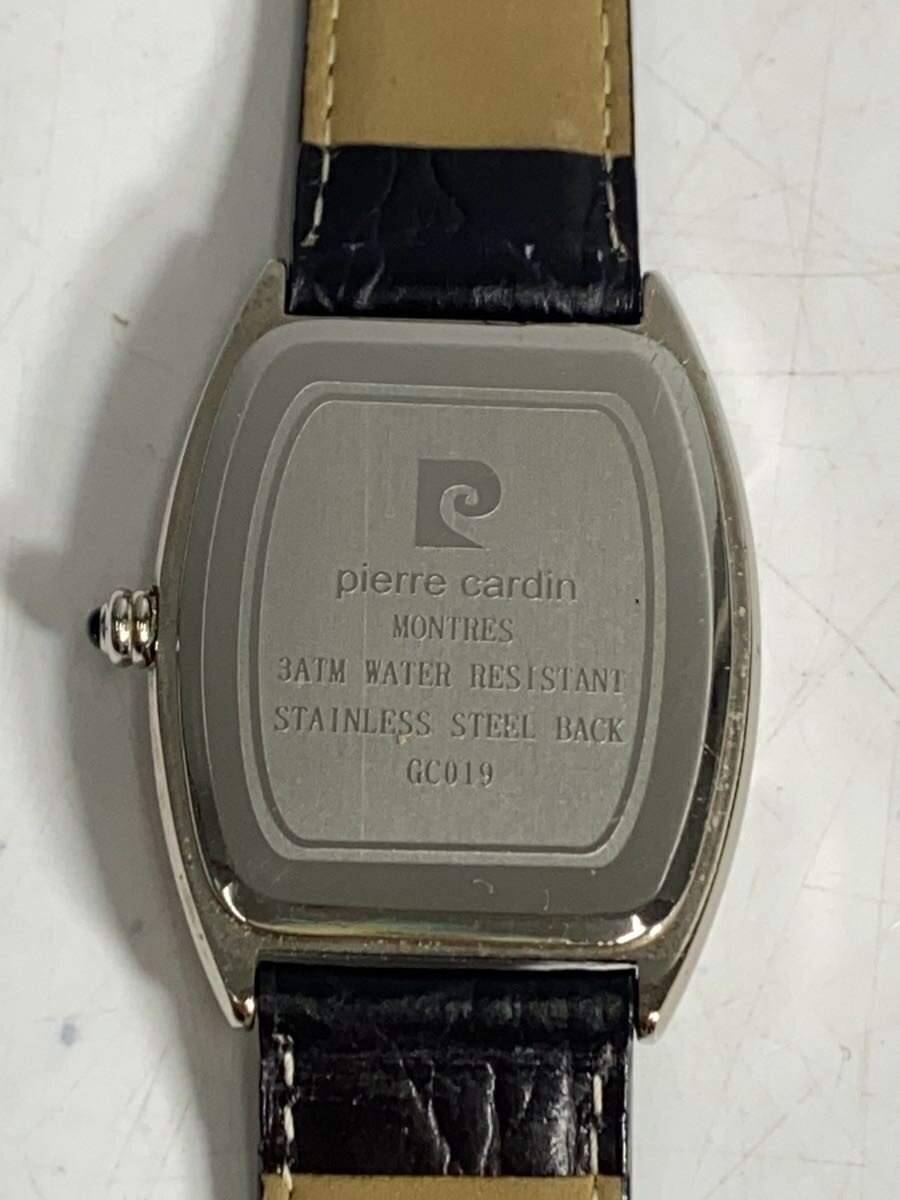 pierre cardin
MONTRES
3ATM WATER RESISTANT
STAINLESS STEEL BACK
GC019